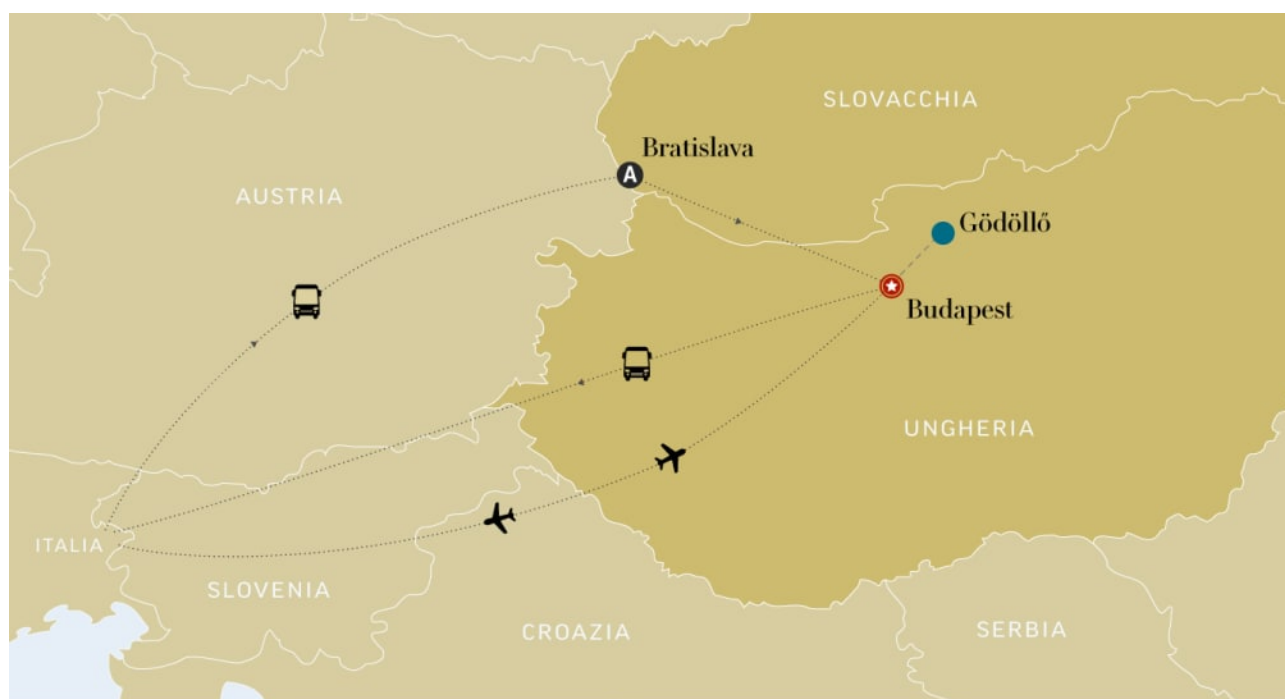 SLOVACCHIA
Bratislava
A
AUSTRIA
Gödöllő
Budapest
UNGHERIA
ITALIA
SLOVENIA
CROAZIA
SERBIA